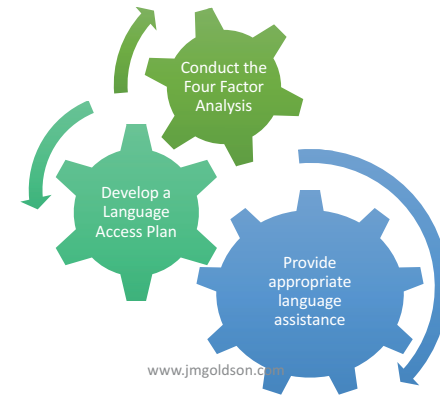 Conduct the
Four Factor
Analysis
Develop a
Language
Access Plan
Provide
appropriate
language
assistance
www.jmgoldson.com